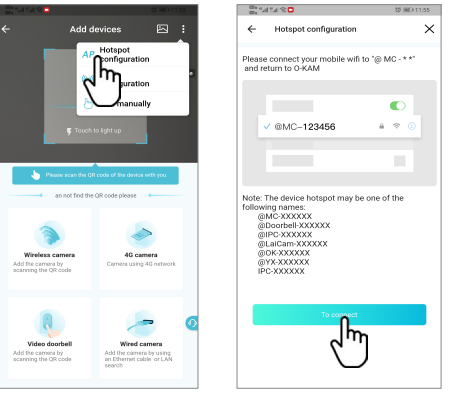 Add devices
AP Hotspot
configuration
manually
Touch to light up
Please scan the QR code of the device with you
an not find the QR code please
Wireless camera
Add the camera by
scanning the QR code
4G camera
Camera using 4G network
Video doorbell
Add the camera by
scanning the QR code
Wired camera
Add the camera by using
an Ethernet cable or LAN
search
11:55
Hotspot configuration
Please connect your mobile wifi to "@ MC - * *"
and return to O-KAM
@MC-123456
Note: The device hotspot may be one of the
following names:
@MC-XXXXXX
@Doorbell-XXXXXX
@IPC-XXXXXX
@LaiCam-XXXXXX
@OK-XXXXXX
@YX-XXXXXX
IPC-XXXXXX
To connect